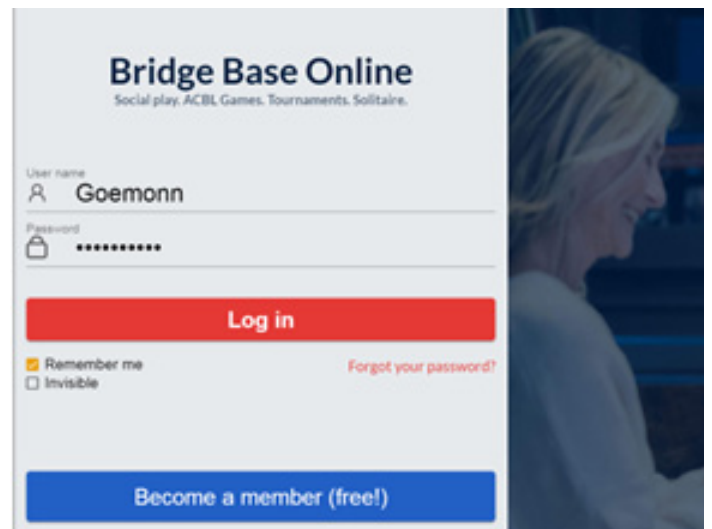 Bridge Base Online
Social play. ACBL Games. Tournaments. Solitaire.
User name
Goemonn
Password
••••••••••
Log in
Remember me
Forgot your password?
Invisible
Become a member (free!)